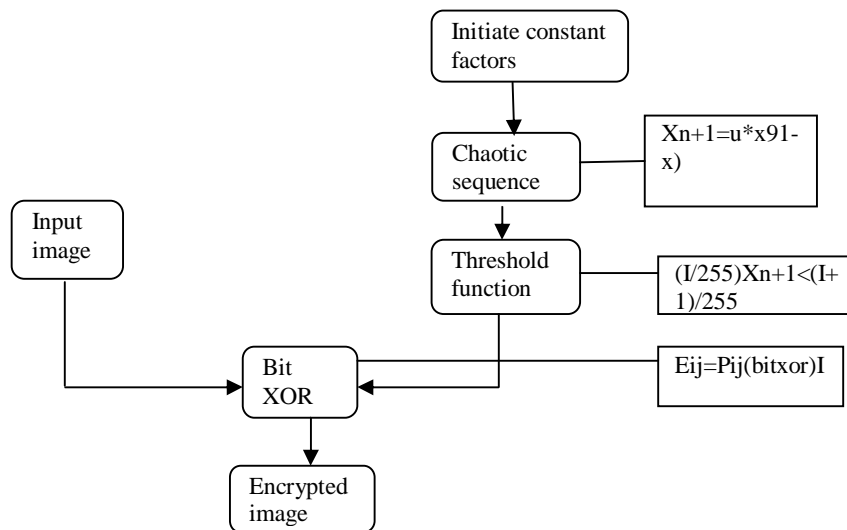 Initiate constant
factors
Chaotic
sequence
Xn+1=u*x91-
x)
Input
image
Threshold
function
(I/255)Xn+1<(I+
1)/255
Bit
XOR
Eij=Pij(bitxor)I
Encrypted
image